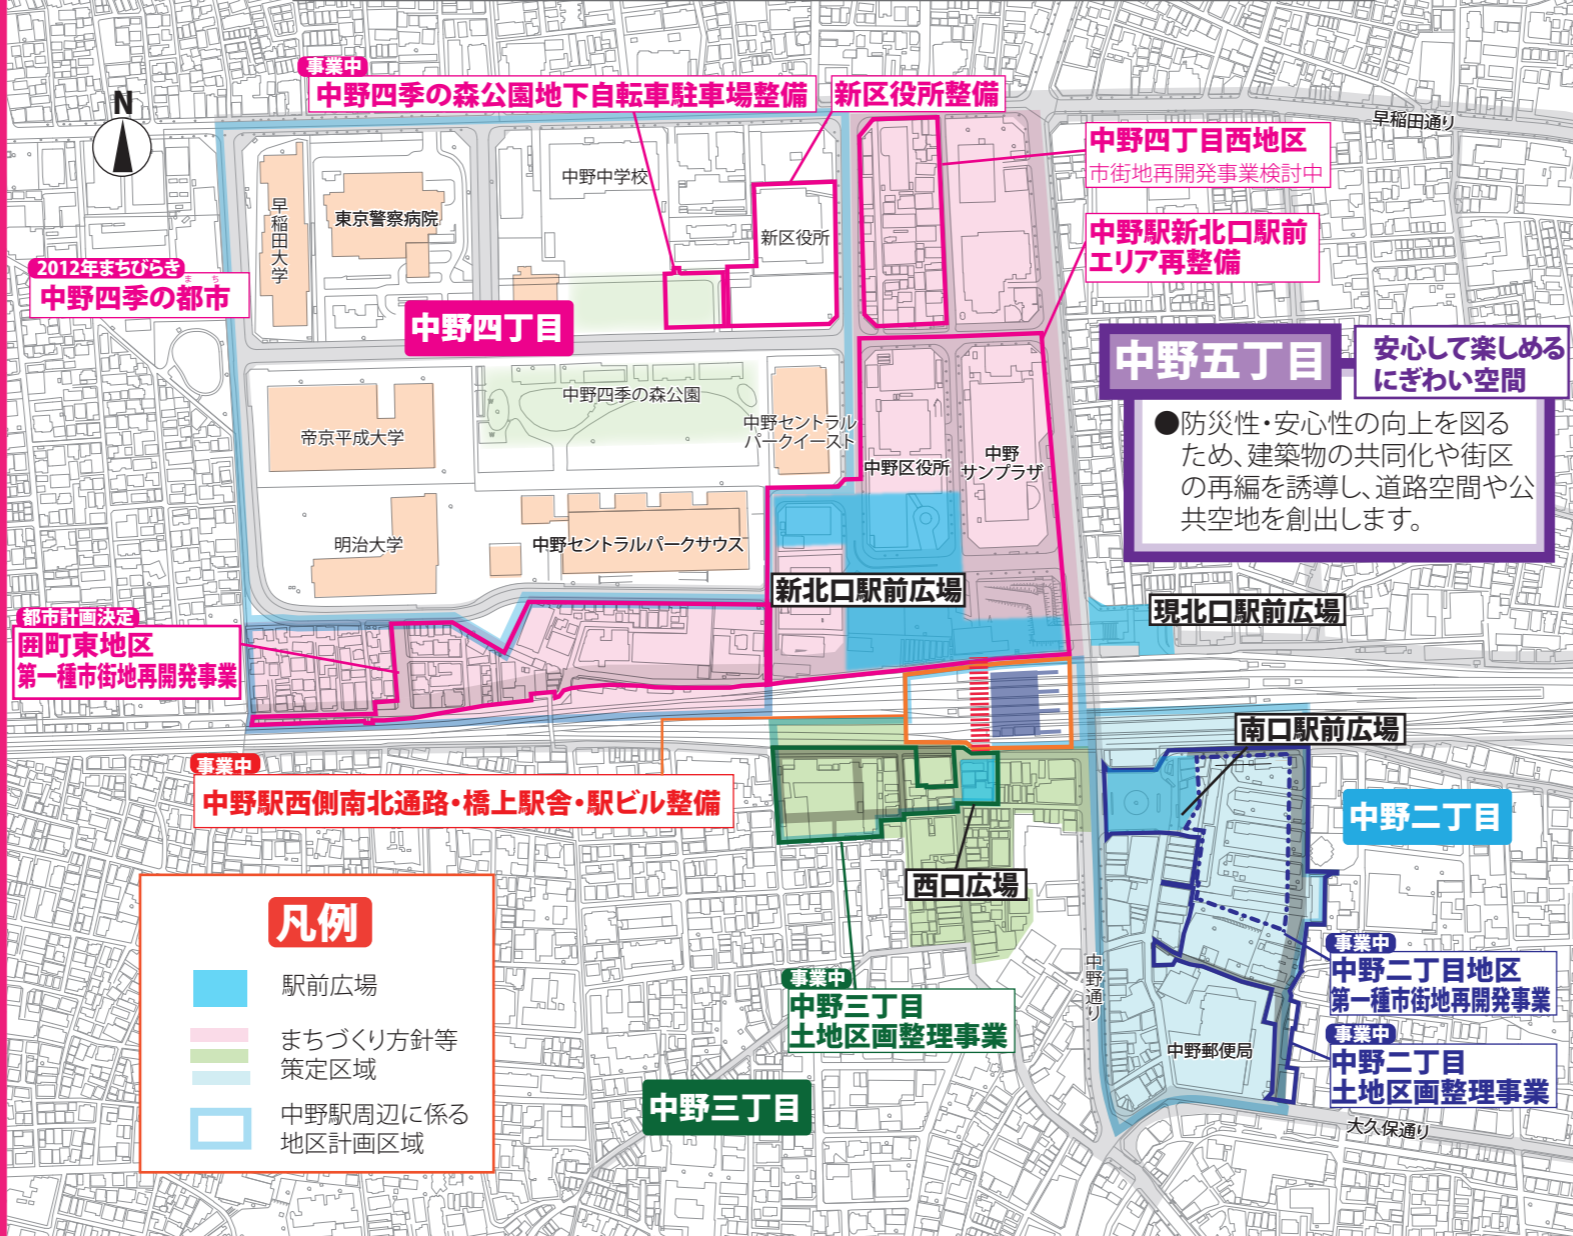 事業中
中野四季の森公園地下自転車駐車場整備
新区役所整備
早稲田通り
N
中野四丁目西地区
市街地再開発事業検討中
中野中学校
早稲田大学
東京警察病院
新区役所
中野駅新北口駅前
エリア再整備
2012年まちびらき
まち
中野四季の都市
中野四丁目
中野五丁目
安心して楽しめる
にぎわい空間
●防災性・安心性の向上を図る
ため、建築物の共同化や街区
の再編を誘導し、道路空間や公
共空地を創出します。
中野四季の森公園
帝京平成大学
中野セントラル
パークイースト
中野区役所
中野
サンプラザ
明治大学
中野セントラルパークサウス
新北口駅前広場
現北口駅前広場
都市計画決定
囲町東地区
第一種市街地再開発事業
南口駅前広場
事業中
中野駅西側南北通路・橋上駅舎・駅ビル整備
中野二丁目
西口広場
凡例
駅前広場
まちづくり方針等
策定区域
中野駅周辺に係る
地区計画区域
事業中
中野三丁目
土地区画整理事業
中野三丁目
中野通り
事業中
中野二丁目地区
第一種市街地再開発事業
事業中
中野二丁目
土地区画整理事業
中野郵便局
大久保通り